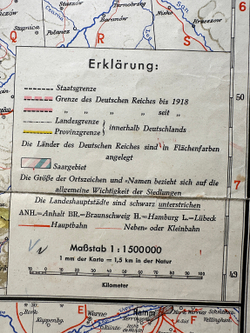 Erklärung:
Staatsgrenze
Grenze des Deutschen Reiches bis 1918
" " " " seit "
Landesgrenze
Provinzgrenze } innerhalb Deutschlands
Die Länder des Deutschen Reiches sind in Flächenfarben
angelegt
Saargebiet
Die Größe der Ortszeichen und =Namen bezieht sich auf die
allgemeine Wichtigkeit der Siedlungen
Die Landeshauptstädte sind schwarz unterstrichen
ANH.=Anhalt BR.=Braunschweig B.=Hamburg L.=Lübeck
Hauptbahn Neben= oder Kleinbahn
Maßstab 1:1500000
1 mm der Karte = 1,5 km in der Natur
Kilometer
R
S
50
7
49
E
F